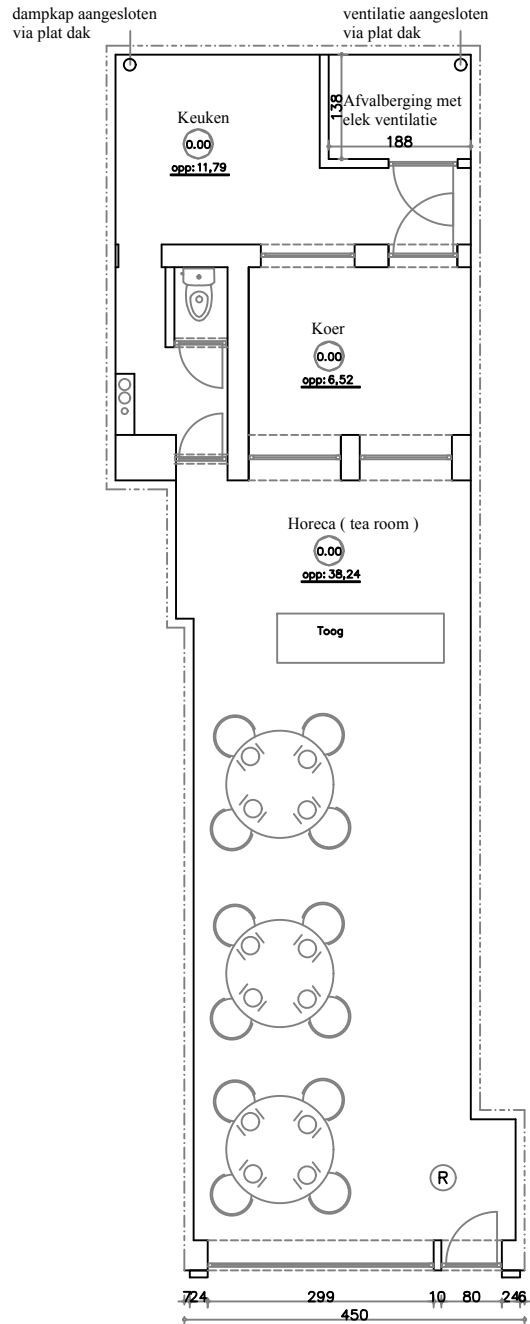 dampkap aangesloten
via plat dak
ventilatie aangesloten
via plat dak
138
Afvalberging met
elek ventilatie
188
Keuken
0.00
opp: 11,79
Koer
0.00
opp: 6,52
Horeca ( tea room )
0.00
opp: 38,24
Toog
R
7 24 299 10 80 24 6
450